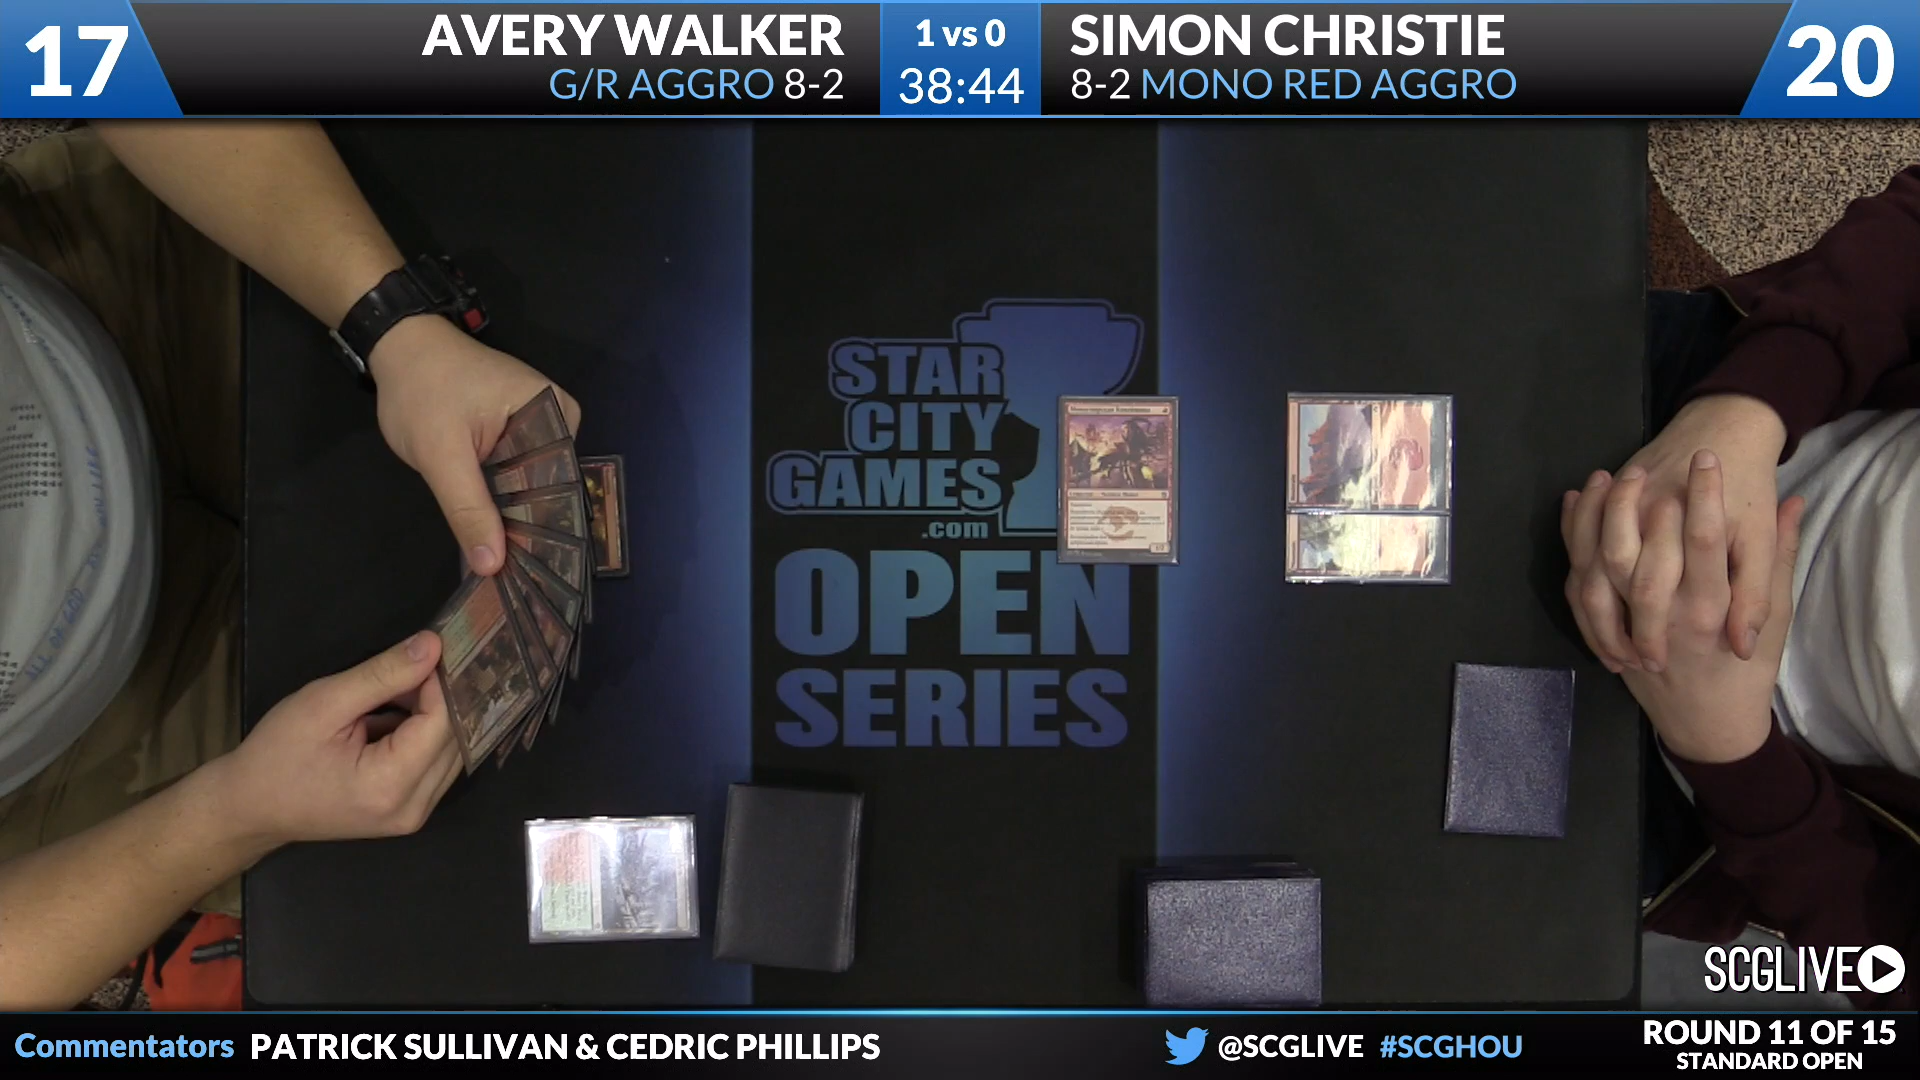 17
AVERY WALKER
G/R AGGRO 8-2
1 vs 0
38:44
SIMON CHRISTIE
8-2 MONO RED AGGRO
20
STAR
CITY
GAMES
.com
OPEN
SERIES
SCGLIVE
Commentators PATRICK SULLIVAN & CEDRIC PHILLIPS
@SCGLIVE #SCGHOU
ROUND 11 OF 15
STANDARD OPEN